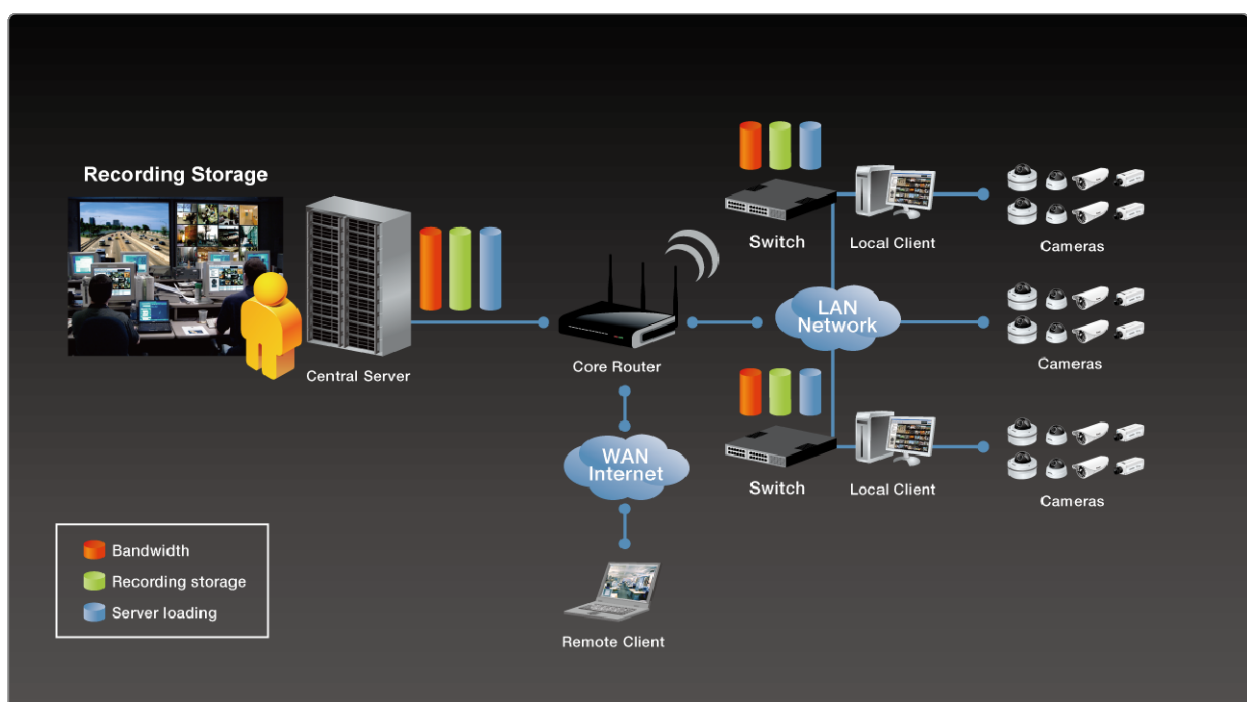 Recording Storage
Central Server
Core Router
WAN
Internet
Remote Client
Switch
Local Client
Cameras
LAN
Network
Cameras
Switch
Local Client
Cameras
Bandwidth
Recording storage
Server loading